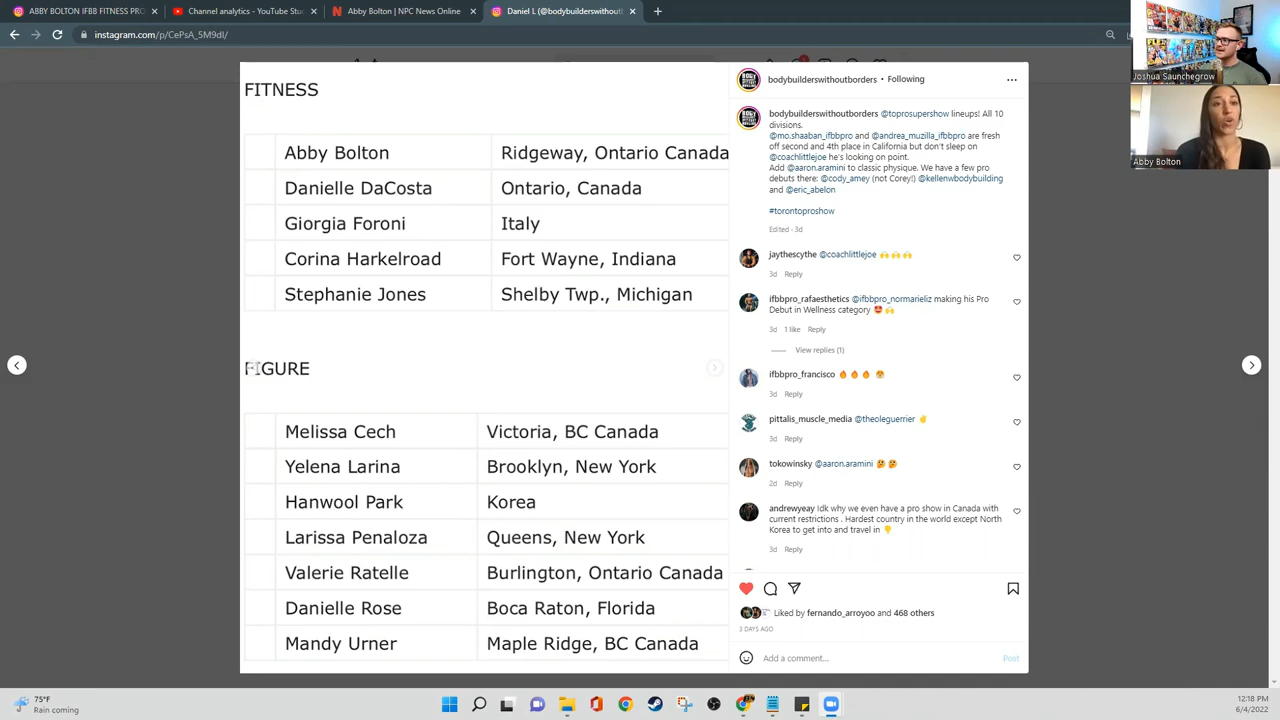 ABBY BOLTON IFBB FITNESS PRO
Channel analytics - YouTube Studio
Abby Bolton | NPC News Online
Daniel L (@bodybuilderswithout
instagram.com/p/CePsA_5M9dI/
Joshua Saunchegrow
Abby Bolton
FITNESS
Abby Bolton Ridgeway, Ontario Canada
Danielle DaCosta Ontario, Canada
Giorgia Foroni Italy
Corina Harkelroad Fort Wayne, Indiana
Stephanie Jones Shelby Twp., Michigan
FIGURE
Melissa Cech Victoria, BC Canada
Yelena Larina Brooklyn, New York
Hanwool Park Korea
Larissa Penaloza Queens, New York
Valerie Ratelle Burlington, Ontario Canada
Danielle Rose Boca Raton, Florida
Mandy Urner Maple Ridge, BC Canada
bodybuilderswithoutborders • Following
bodybuilderswithoutborders @toprosupershow lineups! All 10
divisions.
@mo.shaaban_ifbbpro and @andrea_muzilla_ifbbpro are fresh
off second and 4th place in California but don't sleep on
@coachlittlejoe he's looking on point.
Add @aaron.aramini to classic physique. We have a few pro
debuts there: @cody_amey (not Corey!) @kellenwbodybuilding
and @eric_abelon
#torontoproshow
Edited · 3d
jaythescythe @coachlittlejoe 🙌🙌🙌
3d Reply
ifbbpro_rafaesthetics @ifbbpro_normarieliz making his Pro
Debut in Wellness category 🤩🙌
3d 1 like Reply
View replies (1)
ifbbpro_francisco 🔥🔥🔥 😤
3d Reply
pittalis_muscle_media @theoleguerrier ✌
3d Reply
tokowinsky @aaron.aramini 🤔🤔
2d Reply
andrewyeay Idk why we even have a pro show in Canada with
current restrictions . Hardest country in the world except North
Korea to get into and travel in 👎
3d Reply
Liked by fernando_arroyoo and 468 others
3 DAYS AGO
Add a comment...
Post
75°F
Rain coming
12:18 PM
6/4/2022